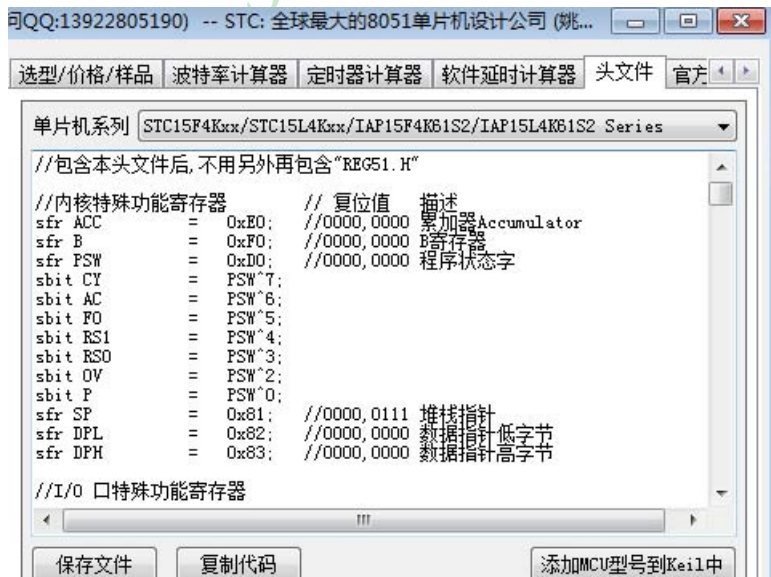 问QQ:13922805190) -- STC: 全球最大的8051单片机设计公司 (姚...
选型/价格/样品 波特率计算器 定时器计算器 软件延时计算器 头文件 官方
单片机系列 STC15F4Kxx/STC15L4Kxx/IAP15F4K61S2/IAP15L4K61S2 Series
//包含本头文件后,不用另外再包含"REG51.H"
//内核特殊功能寄存器 // 复位值 描述
sfr ACC = 0xE0; //0000,0000 累加器Accumulator
sfr B = 0xF0; //0000,0000 B寄存器
sfr PSW = 0xD0; //0000,0000 程序状态字
sbit CY = PSW^7;
sbit AC = PSW^6;
sbit F0 = PSW^5;
sbit RS1 = PSW^4;
sbit RS0 = PSW^3;
sbit OV = PSW^2;
sbit P = PSW^0;
sfr SP = 0x81; //0000,0111 堆栈指针
sfr DPL = 0x82; //0000,0000 数据指针低字节
sfr DPH = 0x83; //0000,0000 数据指针高字节
//I/O 口特殊功能寄存器
保存文件 复制代码 添加MCU型号到Keil中